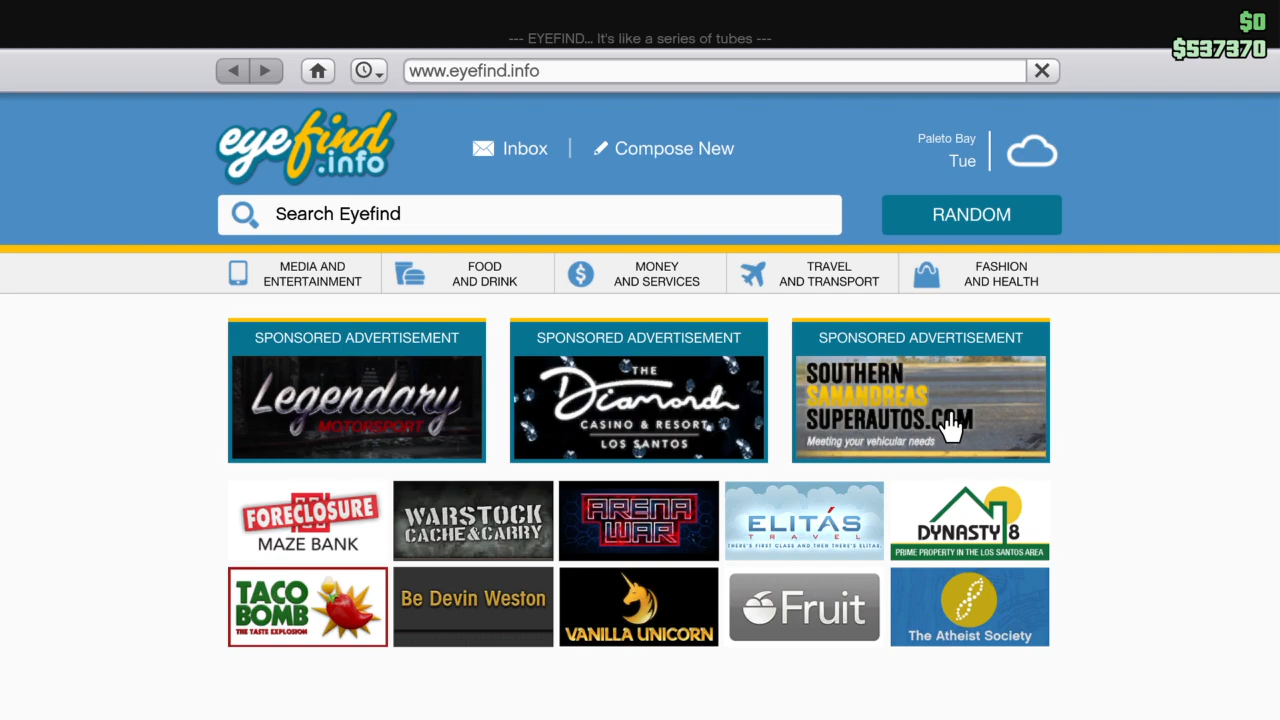 $0
--- EYEFIND... It's like a series of tubes ---
$537370
www.eyefind.info
eyefind
.info
Inbox
Compose New
Paleto Bay
Tue
Search Eyefind
RANDOM
MEDIA AND
ENTERTAINMENT
FOOD
AND DRINK
MONEY
AND SERVICES
TRAVEL
AND TRANSPORT
FASHION
AND HEALTH
SPONSORED ADVERTISEMENT
Legendary
MOTORSPORT
SPONSORED ADVERTISEMENT
THE
Diamond
CASINO & RESORT
LOS SANTOS
SPONSORED ADVERTISEMENT
SOUTHERN
SANANDREAS
SUPERAUTOS.COM
Meeting your vehicular needs
FORECLOSURE
MAZE BANK
WARSTOCK
CACHE&CARRY
ARENA
WAR
ELITÁS
TRAVEL
THERE'S FIRST CLASS AND THEN THERE'S ELITAS.
DYNASTY 8
PRIME PROPERTY IN THE LOS SANTOS AREA
TACO
BOMB
THE TASTE EXPLOSION
Be Devin Weston
VANILLA UNICORN
Fruit
The Atheist Society